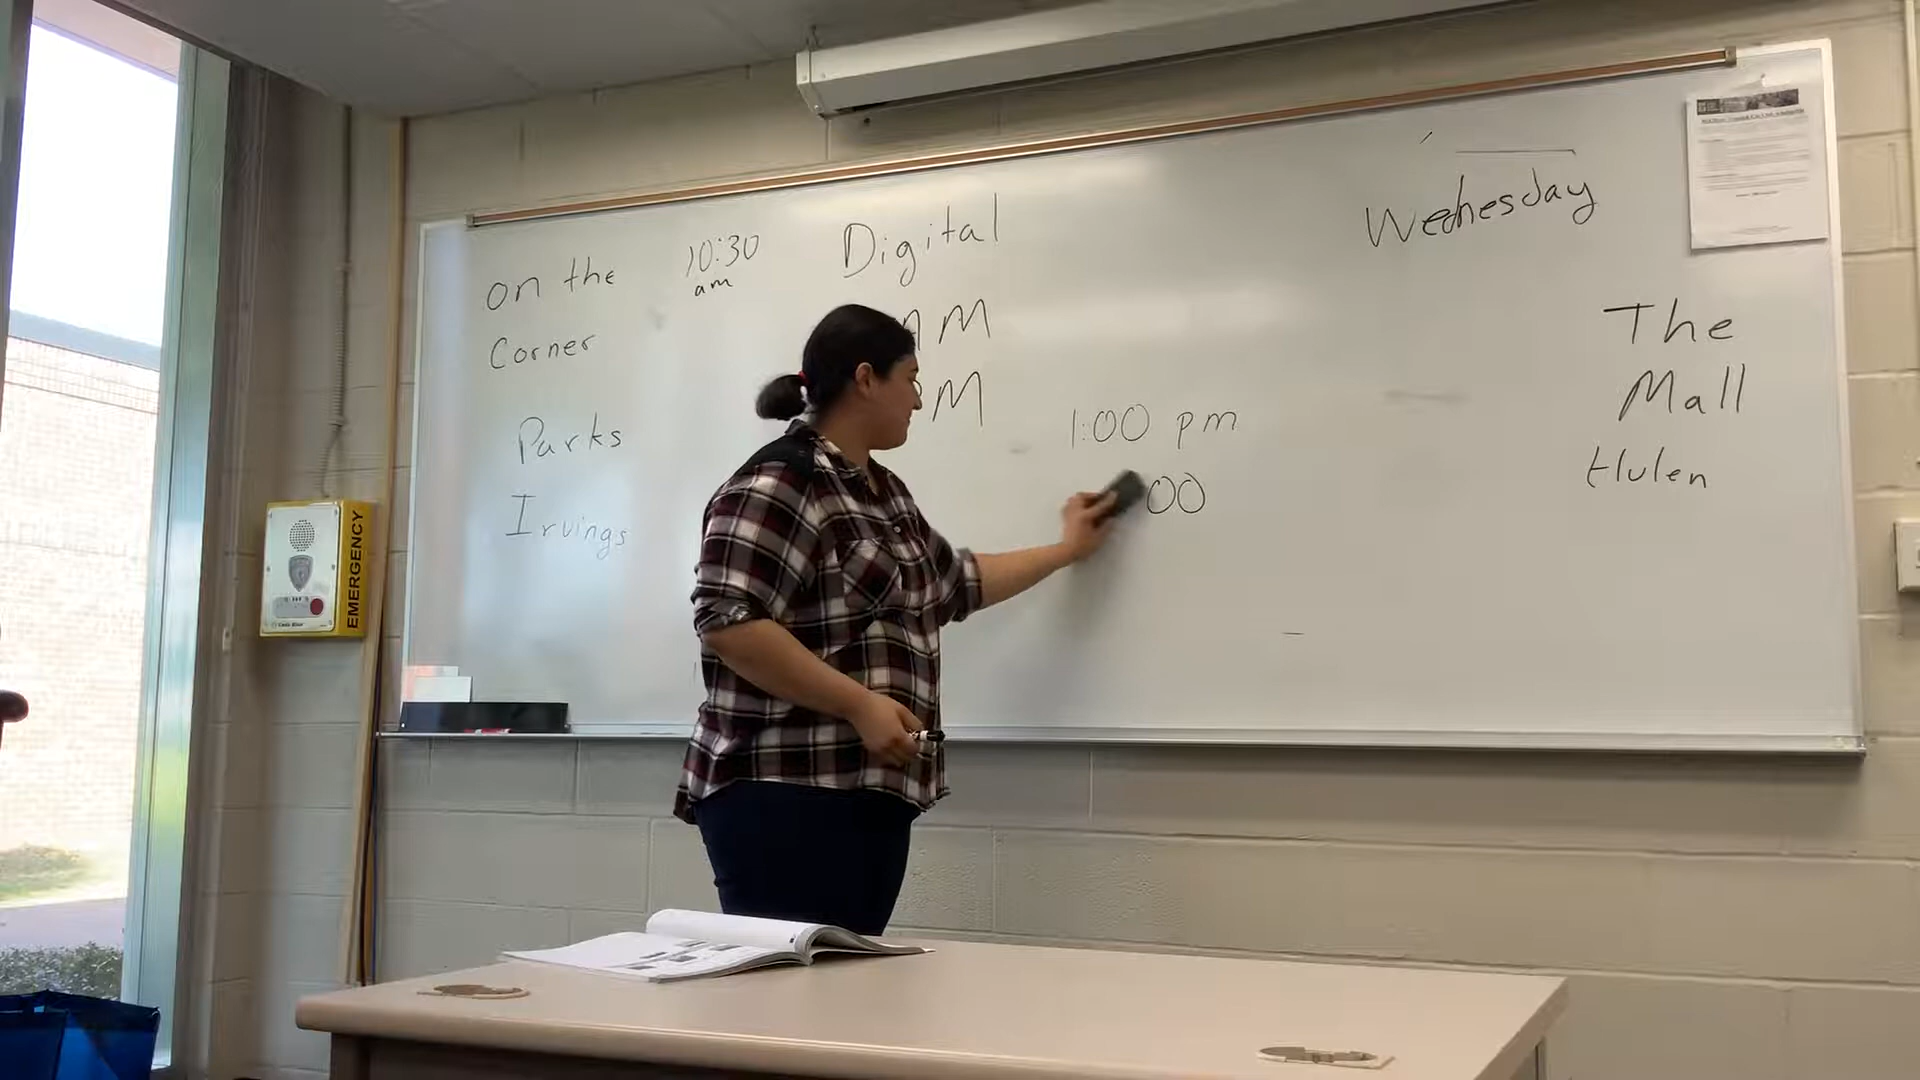 on the
Corner
Parks
Irvings
10:30
am
Digital
AM
PM
1:00 pm
00
Wednesday
The
Mall
Hulen
EMERGENCY